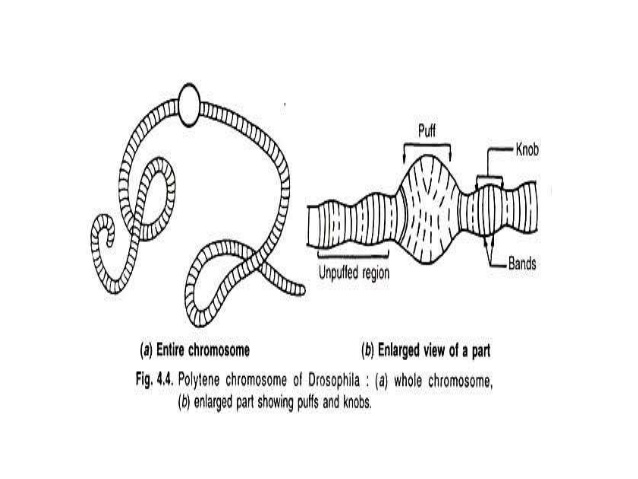 Puff
Knob
Unpuffed region
Bands
(a) Entire chromosome
(b) Enlarged view of a part
Fig. 4.4. Polytene chromosome of Drosophila : (a) whole chromosome,
(b) enlarged part showing puffs and knobs.